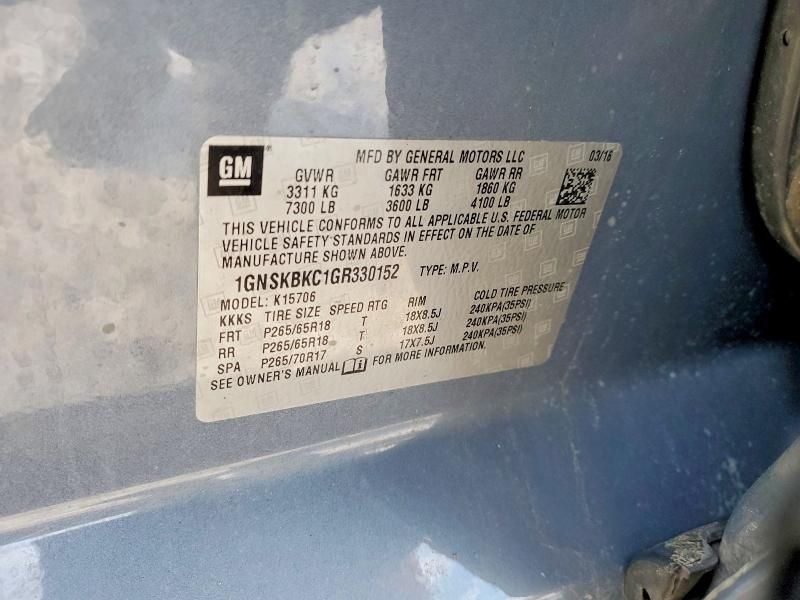 GM
MFD BY GENERAL MOTORS LLC 03/16
GVWR GAWR FRT GAWR RR
3311 KG 1633 KG 1860 KG
7300 LB 3600 LB 4100 LB
THIS VEHICLE CONFORMS TO ALL APPLICABLE U.S. FEDERAL MOTOR
VEHICLE SAFETY STANDARDS IN EFFECT ON THE DATE OF
MANUFACTURE SHOWN ABOVE.
1GNSKBKC1GR330152 TYPE: M.P.V.
MODEL: K15706
KKKS TIRE SIZE SPEED RTG RIM COLD TIRE PRESSURE
FRT P265/65R18 T 18X8.5J 240KPA(35PSI)
RR P265/65R18 T 18X8.5J 240KPA(35PSI)
SPA P265/70R17 S 17X7.5J 240KPA(35PSI)
SEE OWNER'S MANUAL FOR MORE INFORMATION.